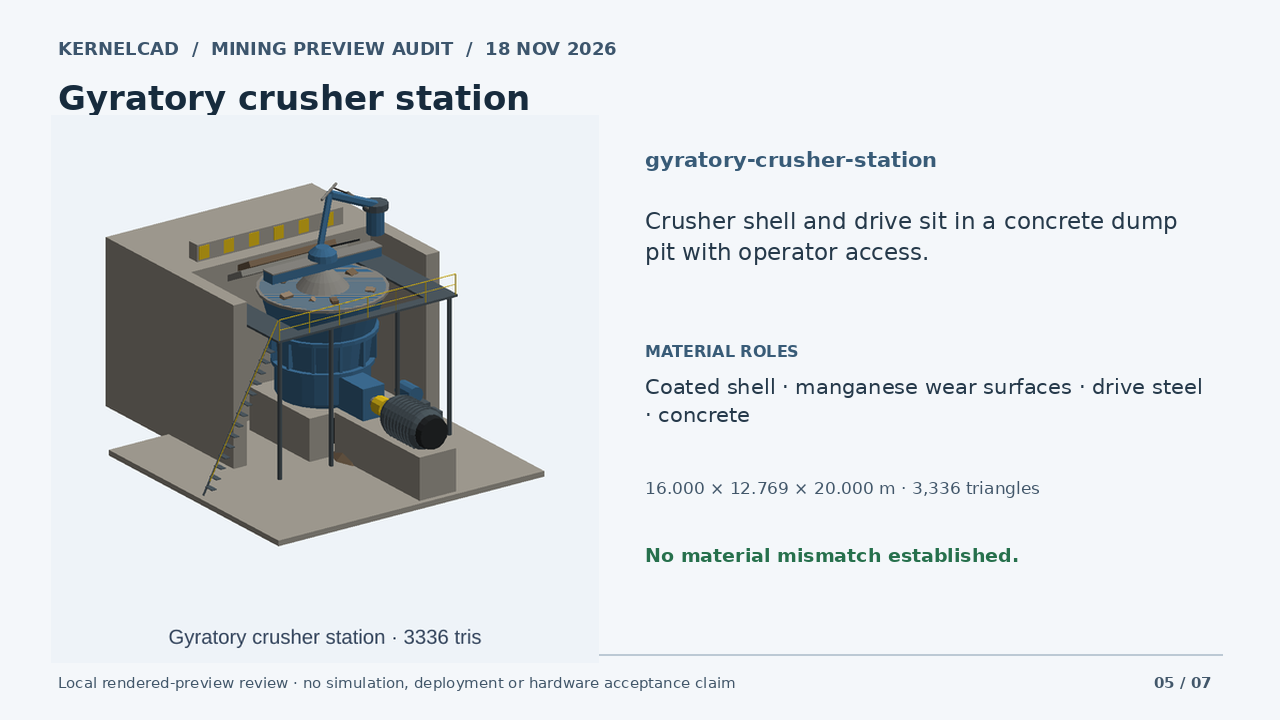 KERNELCAD / MINING PREVIEW AUDIT / 18 NOV 2026
Gyratory crusher station
gyratory-crusher-station
Crusher shell and drive sit in a concrete dump
pit with operator access.
MATERIAL ROLES
Coated shell · manganese wear surfaces · drive steel
· concrete
16.000 × 12.769 × 20.000 m · 3,336 triangles
No material mismatch established.
Gyratory crusher station · 3336 tris
Local rendered-preview review · no simulation, deployment or hardware acceptance claim
05 / 07